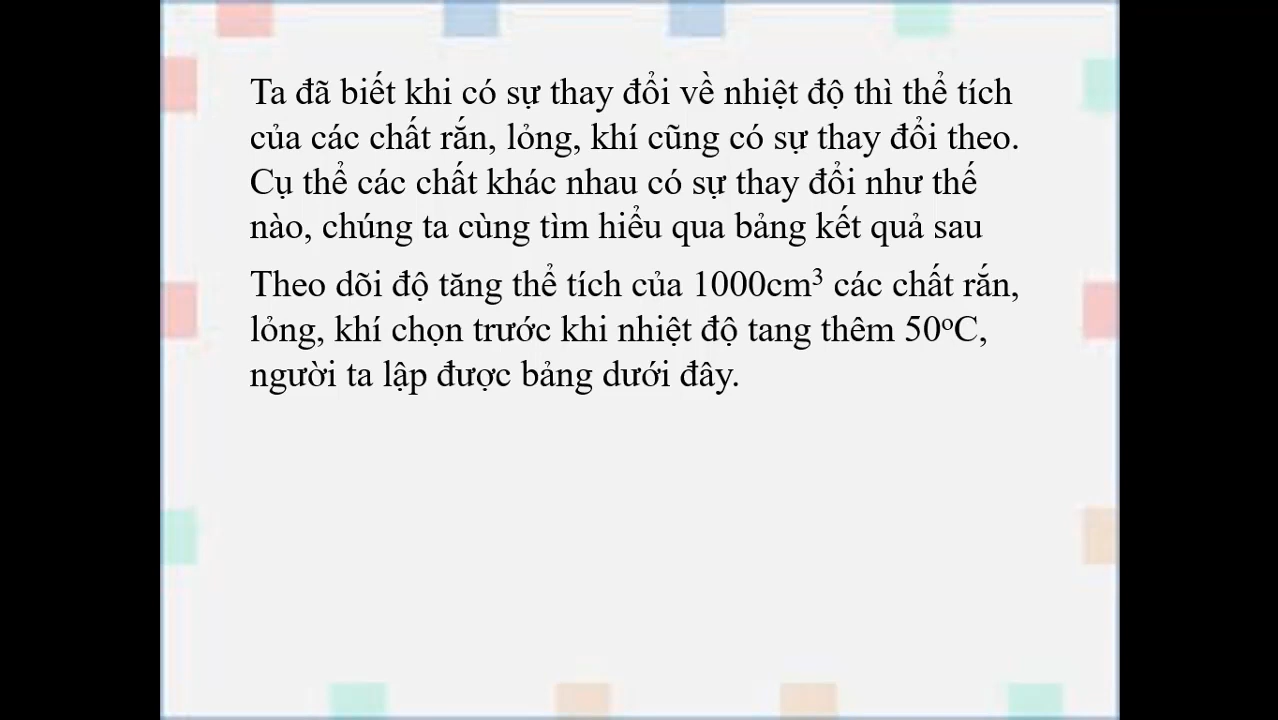 Ta đã biết khi có sự thay đổi về nhiệt độ thì thể tích
của các chất rắn, lỏng, khí cũng có sự thay đổi theo.
Cụ thể các chất khác nhau có sự thay đổi như thế
nào, chúng ta cùng tìm hiểu qua bảng kết quả sau
Theo dõi độ tăng thể tích của 1000cm³ các chất rắn,
lỏng, khí chọn trước khi nhiệt độ tang thêm 50ᵒC,
người ta lập được bảng dưới đây.